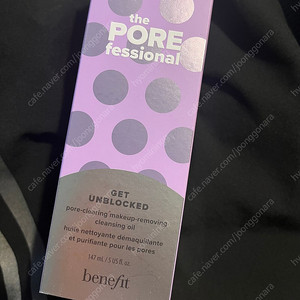 the
PORE
fessional
GET
UNBLOCKED
pore-clearing makeup-removing
cleansing oil
huile nettoyante démaquillante
et purifiante pour les pores
147 mL / 5.0 fl.oz.
benefit
cafe.naver.com/joonggonara